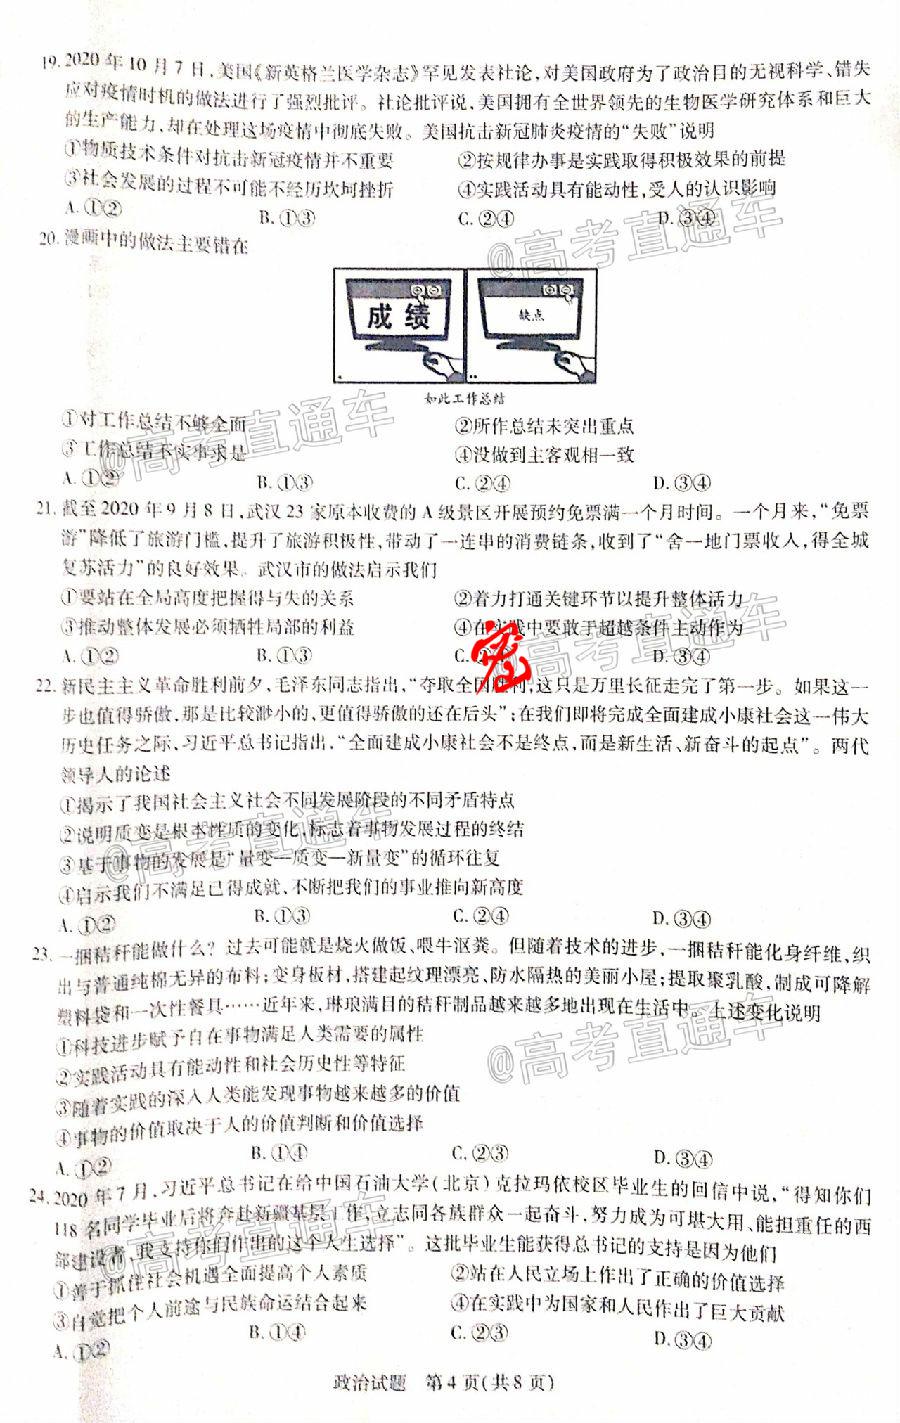 19. 2020 年 10 月 7 日,美国《新英格兰医学杂志》罕见发表社论,对美国政府为了政治目的无视科学、错失
应对疫情时机的做法进行了强烈批评。社论批评说,美国拥有全世界领先的生物医学研究体系和巨大
的生产能力,却在处理这场疫情中彻底失败。美国抗击新冠肺炎疫情的“失败”说明
①物质技术条件对抗击新冠疫情并不重要 ②按规律办事是实践取得积极效果的前提
③社会发展的过程不可能不经历坎坷挫折 ④实践活动具有能动性,受人的认识影响
A. ①② B. ①③ C. ②④ D. ③④
20. 漫画中的做法主要错在
成绩 缺点
如此工作总结
①对工作总结不够全面 ②所作总结未突出重点
③工作总结不实事求是 ④没做到主客观相一致
A. ①② B. ①③ C. ②④ D. ③④
21. 截至 2020 年 9 月 8 日,武汉 23 家原本收费的 A 级景区开展预约免票满一个月时间。一个月来,“免票
游”降低了旅游门槛,提升了旅游积极性,带动了一连串的消费链条,收到了“舍一地门票收人,得全城
复苏活力”的良好效果。武汉市的做法启示我们
①要站在全局高度把握得与失的关系 ②着力打通关键环节以提升整体活力
③推动整体发展必须牺牲局部的利益 ④在实践中要敢于超越条件主动作为
A. ①② B. ①③ C. ②④ D. ③④
22. 新民主主义革命胜利前夕,毛泽东同志指出,“夺取全国胜利,这只是万里长征走完了第一步。如果这一
步也值得骄傲,那是比较渺小的,更值得骄傲的还在后头”;在我们即将完成全面建成小康社会这一伟大
历史任务之际,习近平总书记指出,“全面建成小康社会不是终点,而是新生活、新奋斗的起点”。两代
领导人的论述
①揭示了我国社会主义社会不同发展阶段的不同矛盾特点
②说明质变是根本性质的变化,标志着事物发展过程的终结
③基于事物的发展是“量变—质变—新量变”的循环往复
④启示我们不满足已得成就,不断把我们的事业推向新高度
A. ①② B. ①③ C. ②④ D. ③④
23. 一捆秸秆能做什么?过去可能就是烧火做饭、喂牛沤粪。但随着技术的进步,一捆秸秆能化身纤维,织
出与普通纯棉无异的布料;变身板材,搭建起纹理漂亮、防水隔热的美丽小屋;提取聚乳酸,制成可降解
塑料袋和一次性餐具……近年来,琳琅满目的秸秆制品越来越多地出现在生活中。上述变化说明
①科技进步赋予自在事物满足人类需要的属性
②实践活动具有能动性和社会历史性等特征
③随着实践的深入人类能发现事物越来越多的价值
④事物的价值取决于人的价值判断和价值选择
A. ①② B. ①④ C. ②③ D. ③④
24. 2020 年 7 月,习近平总书记在给中国石油大学(北京)克拉玛依校区毕业生的回信中说,“得知你们
118 名同学毕业后将奔赴新疆基层工作,立志同各族群众一起奋斗,努力成为可堪大用、能担重任的西
部建设者,我支持你们作出的这个人生选择”。这批毕业生能获得总书记的支持是因为他们
①善于抓住社会机遇全面提高个人素质 ②站在人民立场上作出了正确的价值选择
③自觉把个人前途与民族命运结合起来 ④在实践中为国家和人民作出了巨大贡献
A. ①② B. ①④ C. ②③ D. ③④
政治试题 第 4 页(共 8 页)
@高考直通车
@高考直通车
@高考直通车
@高考直通车
@高考直通车
@高考直通车